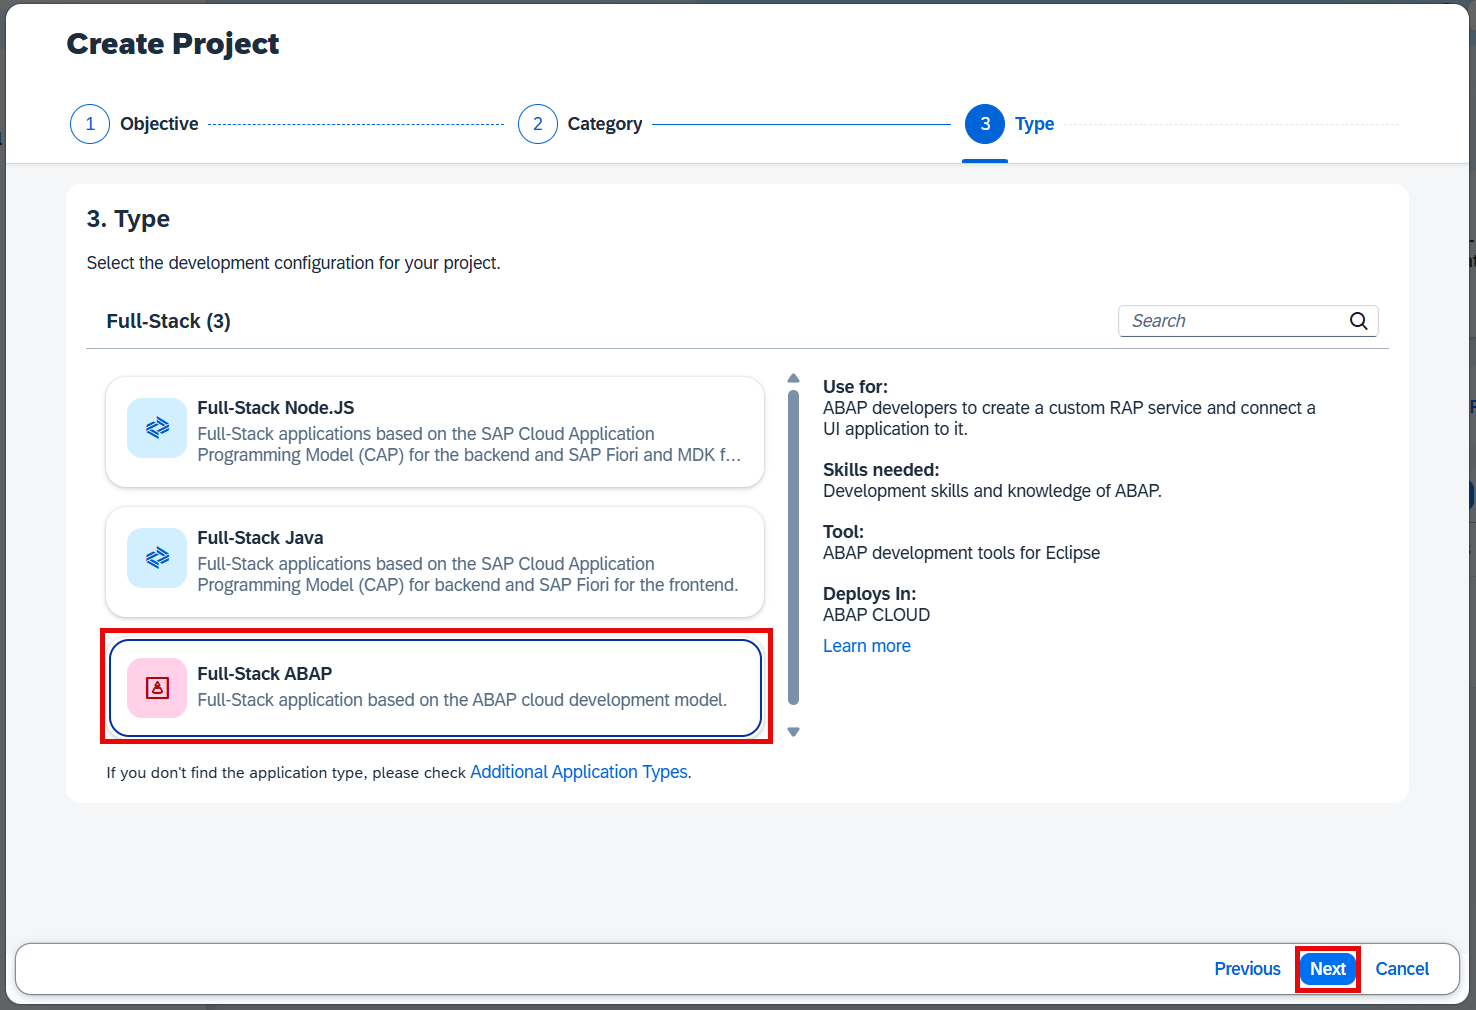 Create Project
1 Objective
2 Category
3 Type
3. Type
Select the development configuration for your project.
Full-Stack (3)
Search
Full-Stack Node.JS
Full-Stack applications based on the SAP Cloud Application
Programming Model (CAP) for the backend and SAP Fiori and MDK f...
Full-Stack Java
Full-Stack applications based on the SAP Cloud Application
Programming Model (CAP) for backend and SAP Fiori for the frontend.
Full-Stack ABAP
Full-Stack application based on the ABAP cloud development model.
Use for:
ABAP developers to create a custom RAP service and connect a
UI application to it.
Skills needed:
Development skills and knowledge of ABAP.
Tool:
ABAP development tools for Eclipse
Deploys In:
ABAP CLOUD
Learn more
If you don't find the application type, please check Additional Application Types.
Previous
Next
Cancel